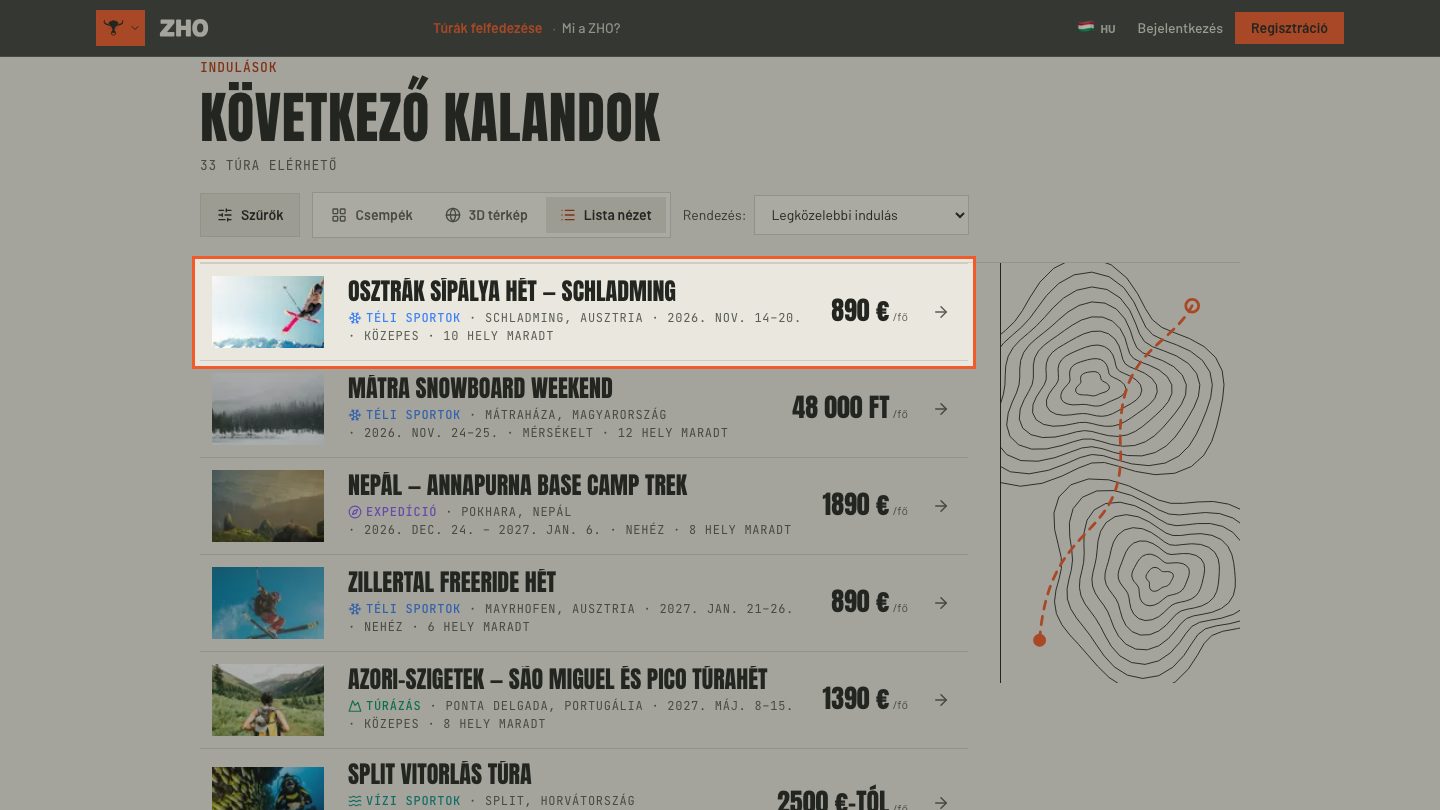 ZHO
Túrák felfedezése · Mi a ZHO?
HU
Bejelentkezés
Regisztráció
INDULÁSOK
KÖVETKEZŐ KALANDOK
33 TÚRA ELÉRHETŐ
Szűrők
Csempék
3D térkép
Lista nézet
Rendezés:
Legközelebbi indulás
OSZTRÁK SÍPÁLYA HÉT – SCHLADMING
TÉLI SPORTOK · SCHLADMING, AUSZTRIA · 2026. NOV. 14–20.
· KÖZEPES · 10 HELY MARADT
890 € /fő
MÁTRA SNOWBOARD WEEKEND
TÉLI SPORTOK · MÁTRAHÁZA, MAGYARORSZÁG
· 2026. NOV. 24–25. · MÉRSÉKELT · 12 HELY MARADT
48 000 FT /fő
NEPÁL – ANNAPURNA BASE CAMP TREK
EXPEDÍCIÓ · POKHARA, NEPÁL
· 2026. DEC. 24. – 2027. JAN. 6. · NEHÉZ · 8 HELY MARADT
1890 € /fő
ZILLERTAL FREERIDE HÉT
TÉLI SPORTOK · MAYRHOFEN, AUSZTRIA · 2027. JAN. 21–26.
· NEHÉZ · 6 HELY MARADT
890 € /fő
AZORI-SZIGETEK – SÃO MIGUEL ÉS PICO TÚRAHÉT
TÚRÁZÁS · PONTA DELGADA, PORTUGÁLIA · 2027. MÁJ. 8–15.
· KÖZEPES · 8 HELY MARADT
1390 € /fő
SPLIT VITORLÁS TÚRA
VÍZI SPORTOK · SPLIT, HORVÁTORSZÁG
2500 €-TÓL /fő